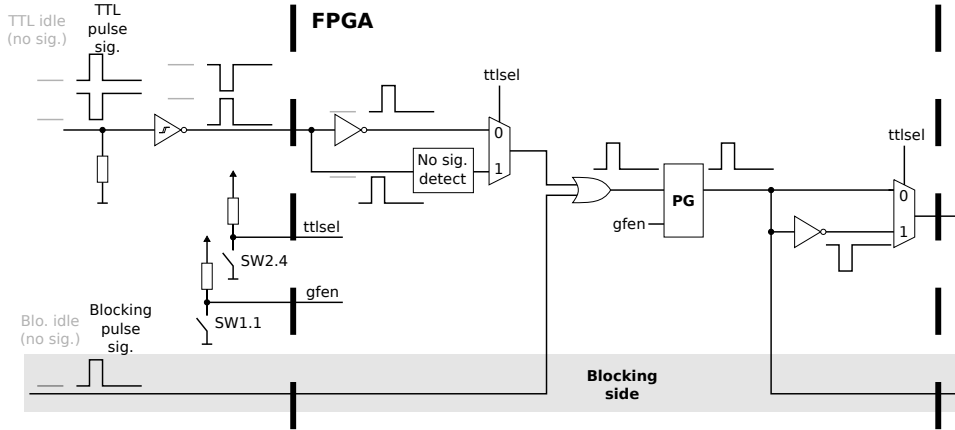 TTL idle
(no sig.)
TTL
pulse
sig.
FPGA
ttlsel
0
1
No sig.
detect
ttlsel
0
1
PG
gfen
ttlsel
SW2.4
gfen
SW1.1
Blo. idle
(no sig.)
Blocking
pulse
sig.
Blocking
side